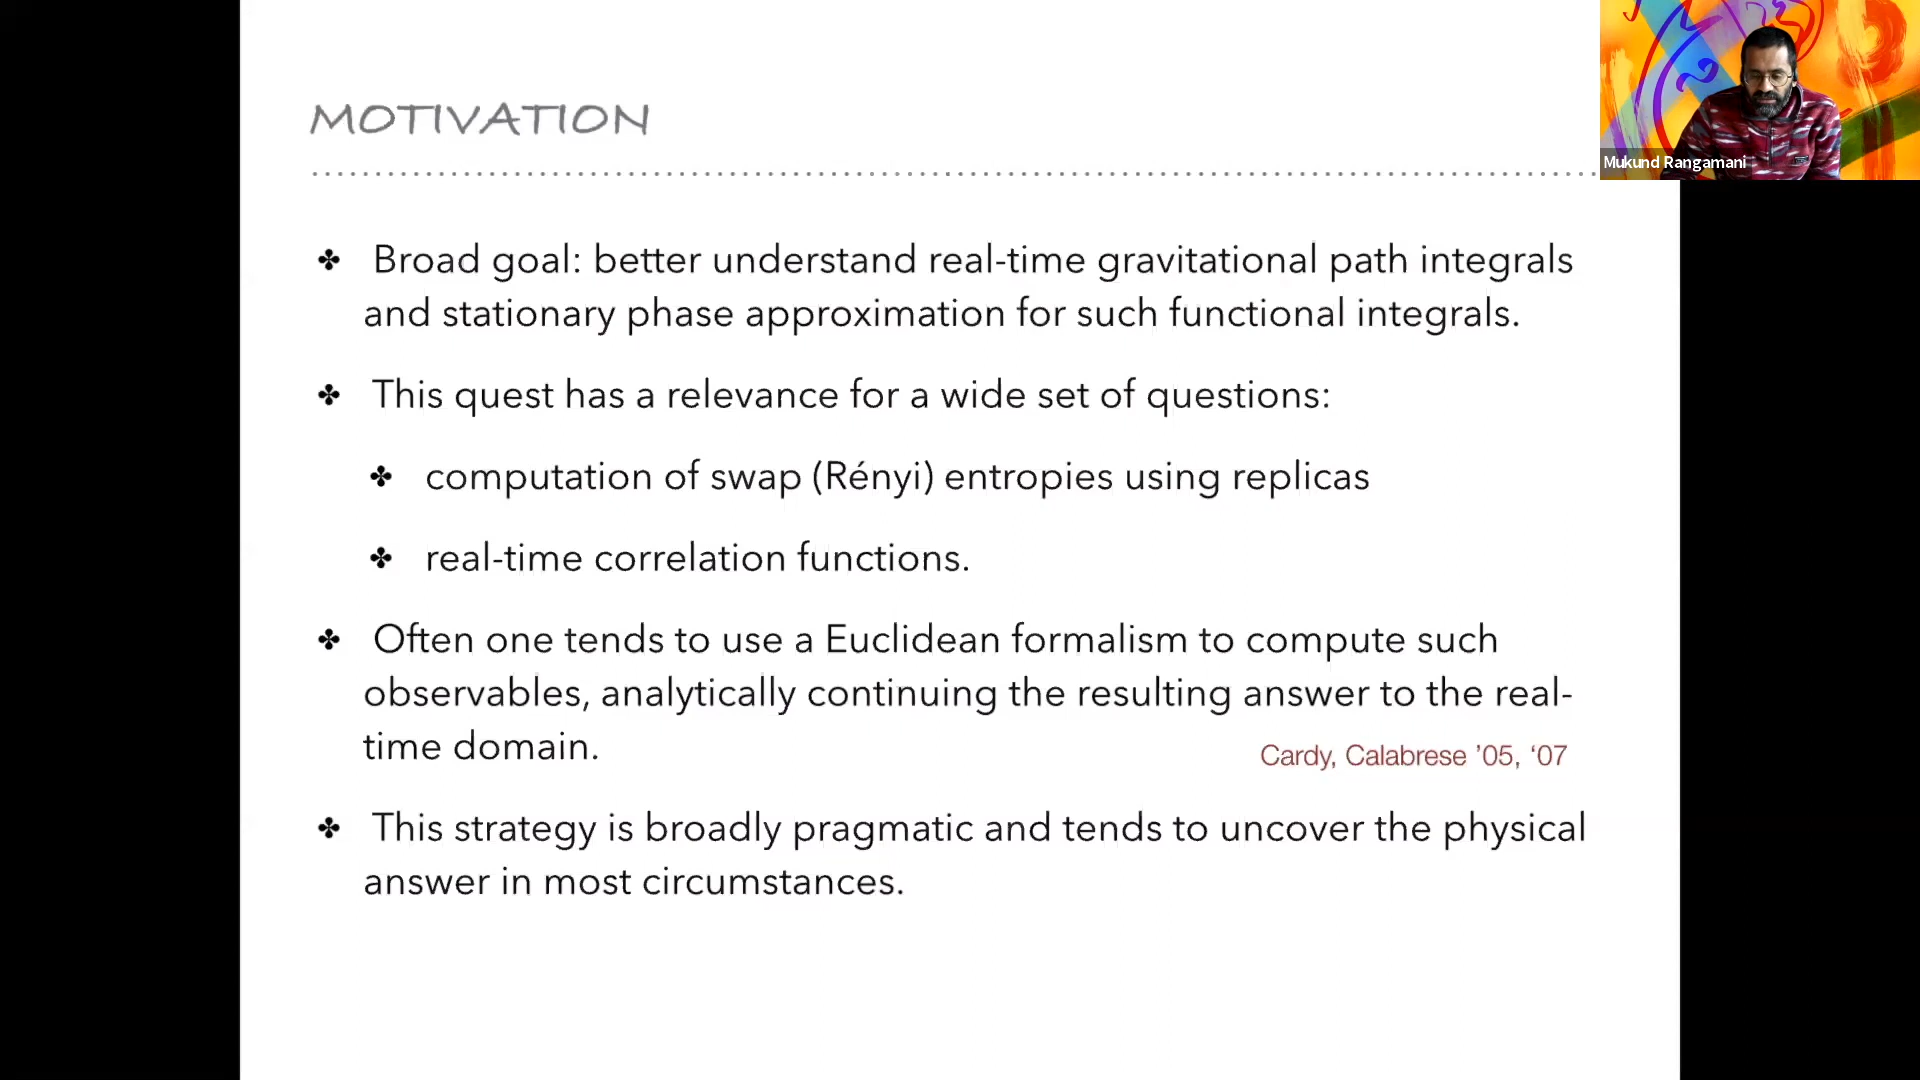 MOTIVATION
Mukund Rangamani
✤ Broad goal: better understand real-time gravitational path integrals
and stationary phase approximation for such functional integrals.
✤ This quest has a relevance for a wide set of questions:
✤ computation of swap (Rényi) entropies using replicas
✤ real-time correlation functions.
✤ Often one tends to use a Euclidean formalism to compute such
observables, analytically continuing the resulting answer to the real-
time domain.
Cardy, Calabrese ’05, ‘07
✤ This strategy is broadly pragmatic and tends to uncover the physical
answer in most circumstances.